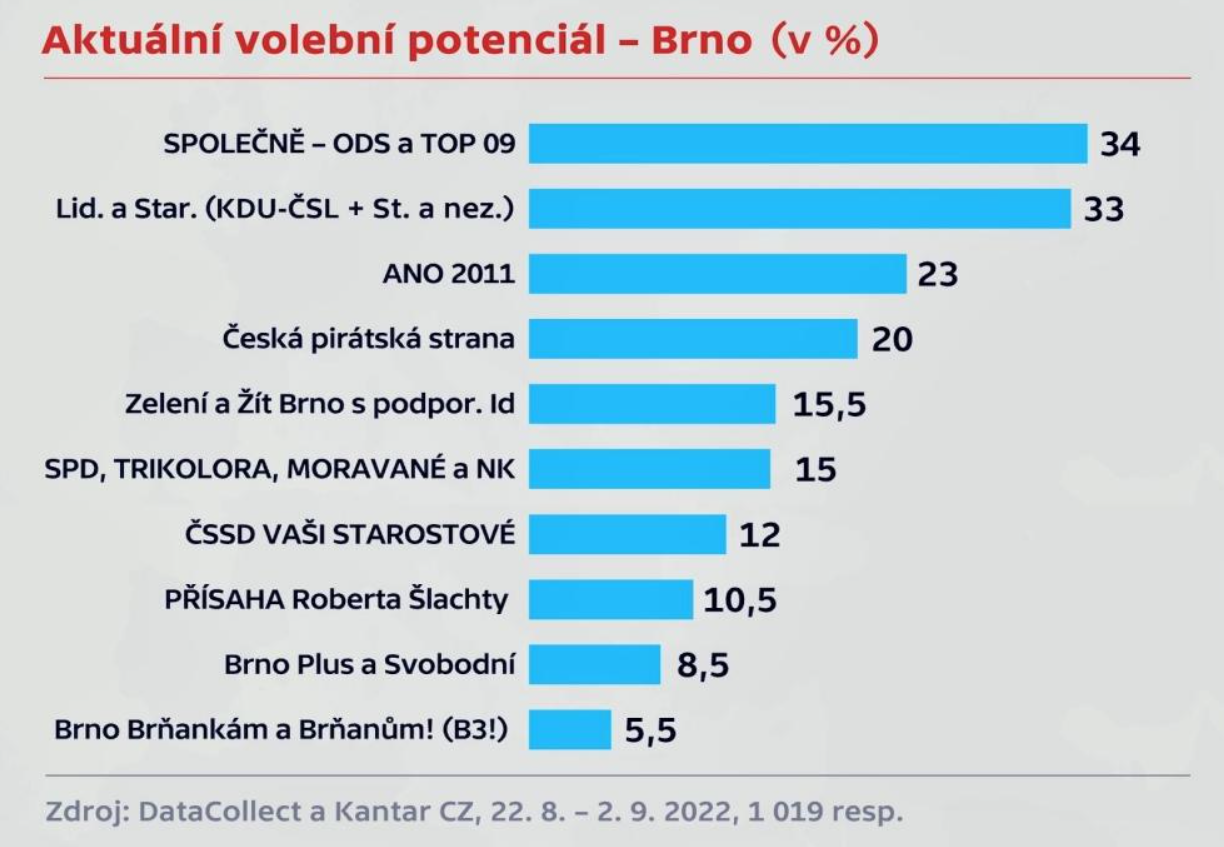 Aktuální volební potenciál – Brno (v %)
SPOLEČNĚ – ODS a TOP 09 34
Lid. a Star. (KDU-ČSL + St. a nez.) 33
ANO 2011 23
Česká pirátská strana 20
Zelení a Žít Brno s podpor. Id 15,5
SPD, TRIKOLORA, MORAVANÉ a NK 15
ČSSD VAŠI STAROSTOVÉ 12
PŘÍSAHA Roberta Šlachty 10,5
Brno Plus a Svobodní 8,5
Brno Brňankám a Brňanům! (B3!) 5,5
Zdroj: DataCollect a Kantar CZ, 22. 8. – 2. 9. 2022, 1 019 resp.